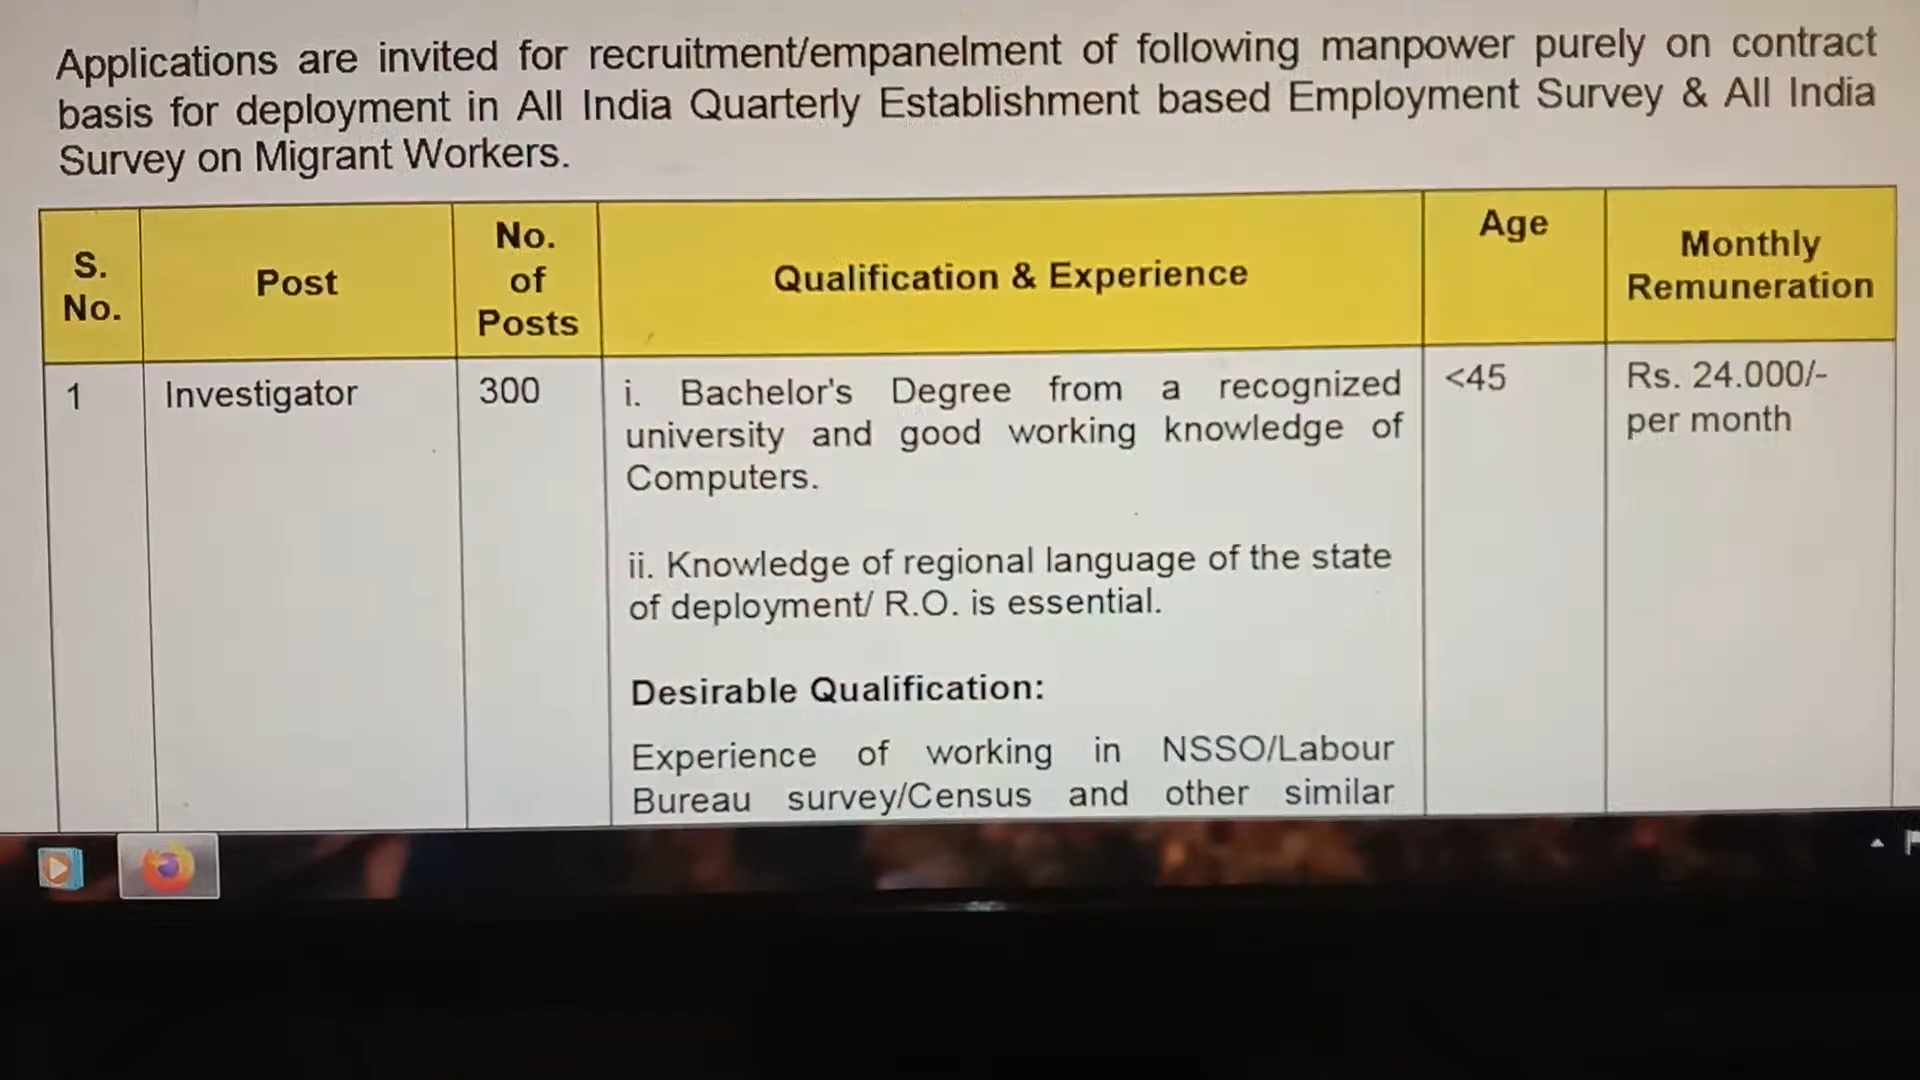 Applications are invited for recruitment/empanelment of following manpower purely on contract
basis for deployment in All India Quarterly Establishment based Employment Survey & All India
Survey on Migrant Workers.
S.
No.
Post
No.
of
Posts
Qualification & Experience
Age
Monthly
Remuneration
1
Investigator
300
i. Bachelor's Degree from a recognized
university and good working knowledge of
Computers.
ii. Knowledge of regional language of the state
of deployment/ R.O. is essential.
Desirable Qualification:
Experience of working in NSSO/Labour
Bureau survey/Census and other similar
<45
Rs. 24.000/-
per month